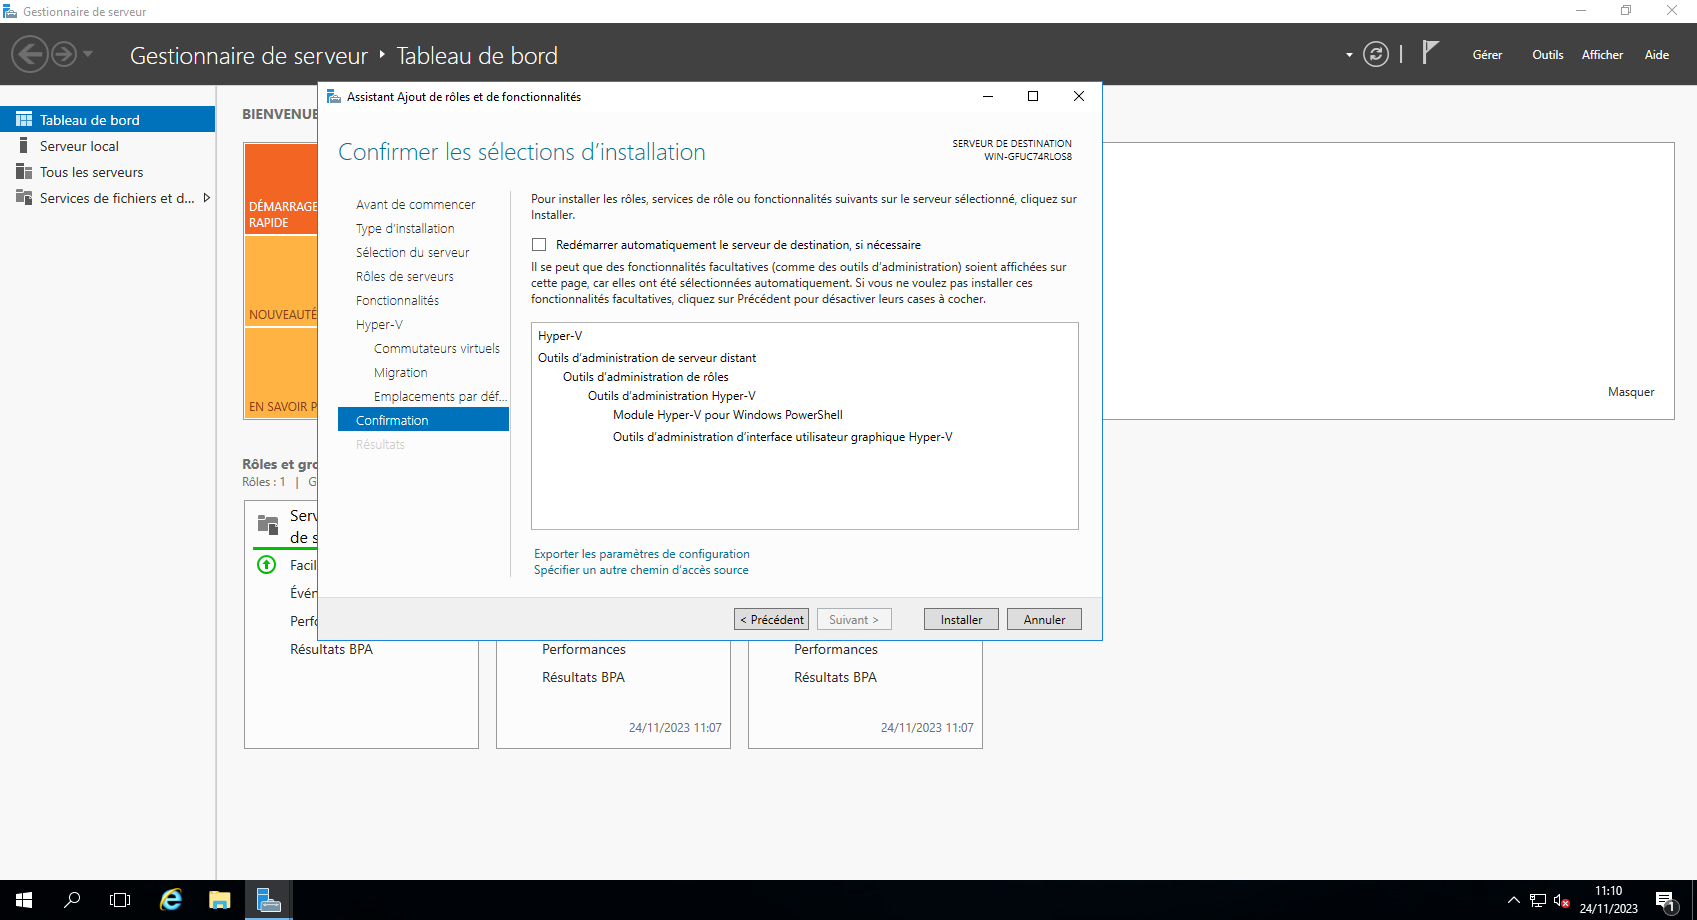 Gestionnaire de serveur
Gestionnaire de serveur ‣ Tableau de bord
Gérer
Outils
Afficher
Aide
Tableau de bord
Serveur local
Tous les serveurs
Services de fichiers et d...
BIENVENUE
DÉMARRAGE
RAPIDE
NOUVEAUTÉ
EN SAVOIR P
Masquer
Rôles et gro
Rôles : 1 | G
Serv
de s
Facil
Évén
Perfo
Résultats BPA
Performances
Résultats BPA
24/11/2023 11:07
Performances
Résultats BPA
24/11/2023 11:07
Assistant Ajout de rôles et de fonctionnalités
Confirmer les sélections d'installation
SERVEUR DE DESTINATION
WIN-GFUC74RLOS8
Avant de commencer
Type d'installation
Sélection du serveur
Rôles de serveurs
Fonctionnalités
Hyper-V
Commutateurs virtuels
Migration
Emplacements par déf...
Confirmation
Résultats
Pour installer les rôles, services de rôle ou fonctionnalités suivants sur le serveur sélectionné, cliquez sur
Installer.
Redémarrer automatiquement le serveur de destination, si nécessaire
Il se peut que des fonctionnalités facultatives (comme des outils d'administration) soient affichées sur
cette page, car elles ont été sélectionnées automatiquement. Si vous ne voulez pas installer ces
fonctionnalités facultatives, cliquez sur Précédent pour désactiver leurs cases à cocher.
Hyper-V
Outils d'administration de serveur distant
Outils d'administration de rôles
Outils d'administration Hyper-V
Module Hyper-V pour Windows PowerShell
Outils d'administration d'interface utilisateur graphique Hyper-V
Exporter les paramètres de configuration
Spécifier un autre chemin d'accès source
< Précédent
Suivant >
Installer
Annuler
11:10
24/11/2023
1